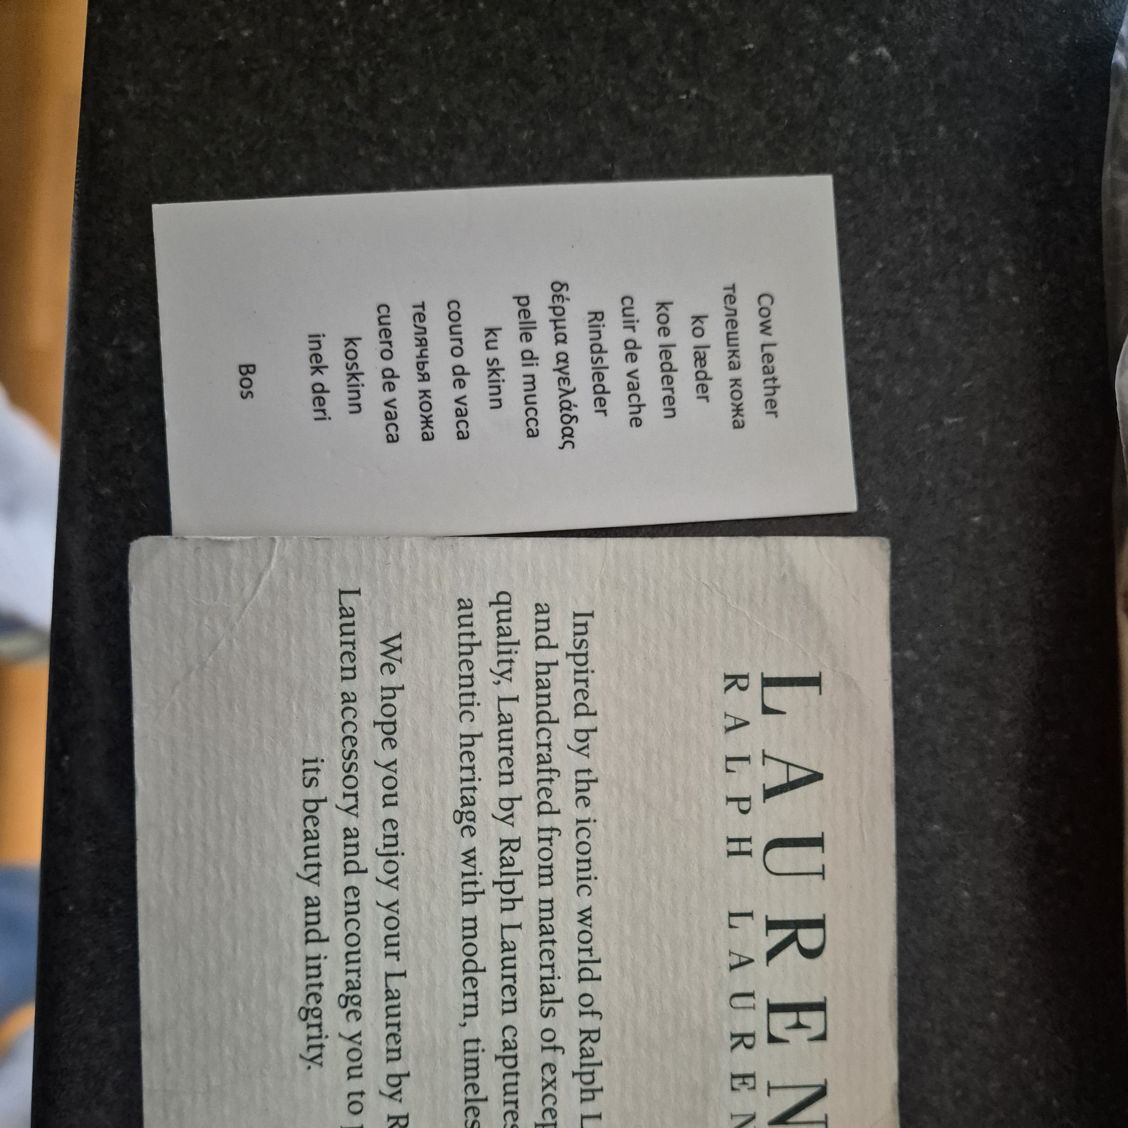 Cow Leather
телешка кожа
ko læder
koe lederen
cuir de vache
Rindsleder
δέρμα αγελάδας
pelle di mucca
ku skinn
couro de vaca
телячья кожа
cuero de vaca
koskinn
inek deri
Bos
LAUREN
RALPH LAUREN
Inspired by the iconic world of Ralph
and handcrafted from materials of
quality, Lauren by Ralph Lauren captures
authentic heritage with modern,
We hope you enjoy your Lauren by
Lauren accessory and encourage you to
its beauty and integrity.